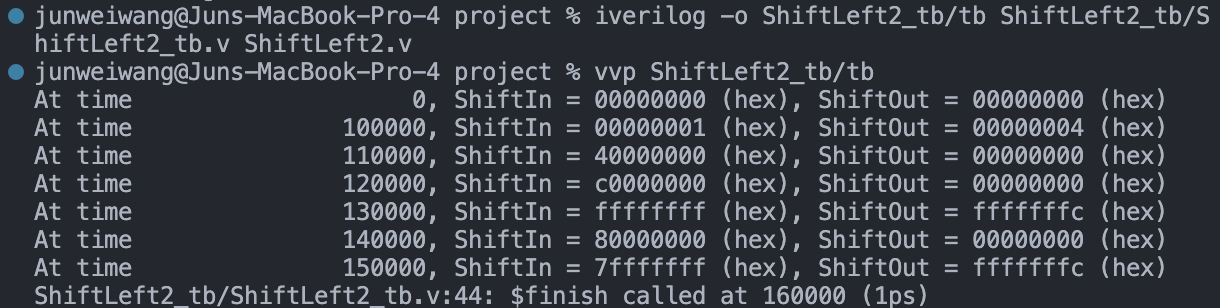 junweiwang@Juns-MacBook-Pro-4 project % iverilog -o ShiftLeft2_tb/tb ShiftLeft2_tb/S
hiftLeft2_tb.v ShiftLeft2.v
junweiwang@Juns-MacBook-Pro-4 project % vvp ShiftLeft2_tb/tb
At time                    0, ShiftIn = 00000000 (hex), ShiftOut = 00000000 (hex)
At time               100000, ShiftIn = 00000001 (hex), ShiftOut = 00000004 (hex)
At time               110000, ShiftIn = 40000000 (hex), ShiftOut = 00000000 (hex)
At time               120000, ShiftIn = c0000000 (hex), ShiftOut = 00000000 (hex)
At time               130000, ShiftIn = ffffffff (hex), ShiftOut = fffffffc (hex)
At time               140000, ShiftIn = 80000000 (hex), ShiftOut = 00000000 (hex)
At time               150000, ShiftIn = 7fffffff (hex), ShiftOut = fffffffc (hex)
ShiftLeft2_tb/ShiftLeft2_tb.v:44: $finish called at 160000 (1ps)